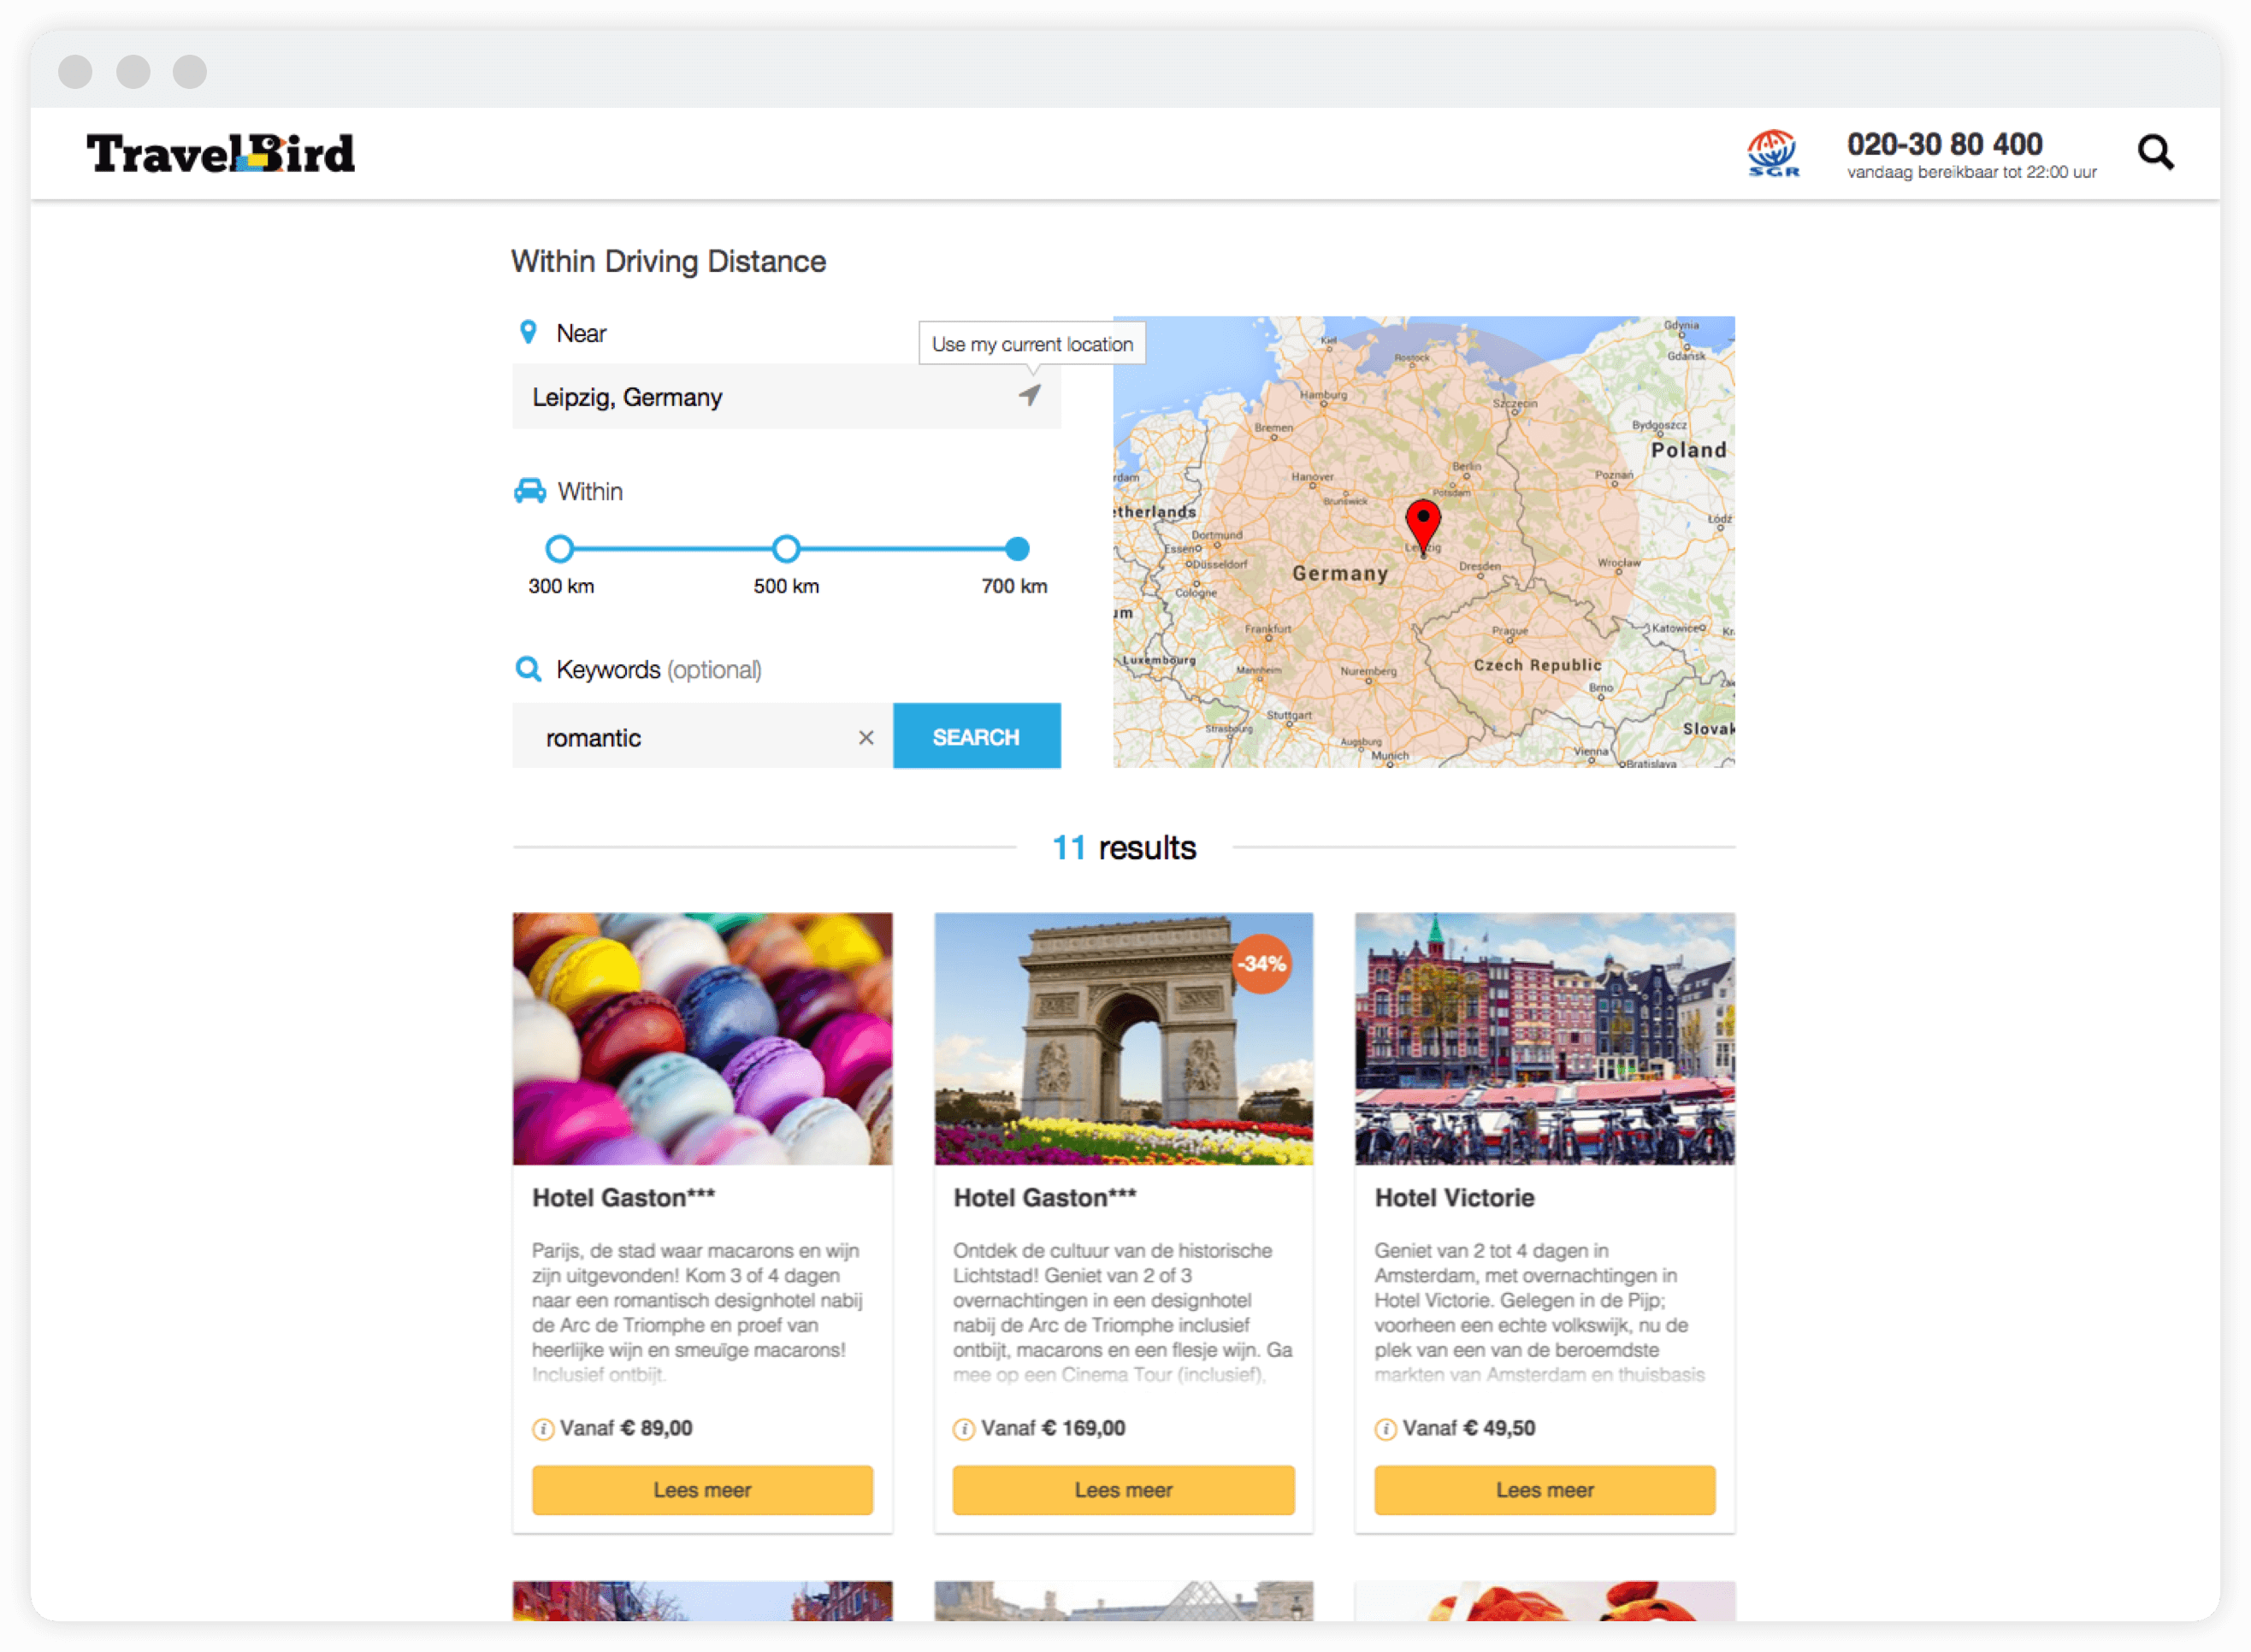 TravelBird
SGR
020-30 80 400
vandaag bereikbaar tot 22:00 uur
Within Driving Distance
Near
Use my current location
Leipzig, Germany
Within
300 km
500 km
700 km
Keywords (optional)
romantic
SEARCH
Gdynia
Gdańsk
Kiel
Rostock
Hamburg
Szczecin
Bremen
Bydgoszcz
Poland
Berlin
Poznań
rdam
Hanover
Potsdam
Brunswick
etherlands
Łódź
Dortmund
Essen
Leipzig
Düsseldorf
Germany
Dresden
Wrocław
Cologne
um
Frankfurt
Prague
Katowice
Kr
Luxembourg
Mannheim
Nuremberg
Czech Republic
Brno
Stuttgart
Strasbourg
Slovak
Augsburg
Munich
Vienna
Bratislava
11 results
-34%
Hotel Gaston***
Parijs, de stad waar macarons en wijn
zijn uitgevonden! Kom 3 of 4 dagen
naar een romantisch designhotel nabij
de Arc de Triomphe en proef van
heerlijke wijn en smeuïge macarons!
Inclusief ontbijt.
Vanaf € 89,00
Lees meer
Hotel Gaston***
Ontdek de cultuur van de historische
Lichtstad! Geniet van 2 of 3
overnachtingen in een designhotel
nabij de Arc de Triomphe inclusief
ontbijt, macarons en een flesje wijn. Ga
mee op een Cinema Tour (inclusief),
Vanaf € 169,00
Lees meer
Hotel Victorie
Geniet van 2 tot 4 dagen in
Amsterdam, met overnachtingen in
Hotel Victorie. Gelegen in de Pijp;
voorheen een echte volkswijk, nu de
plek van een van de beroemdste
markten van Amsterdam en thuisbasis
Vanaf € 49,50
Lees meer